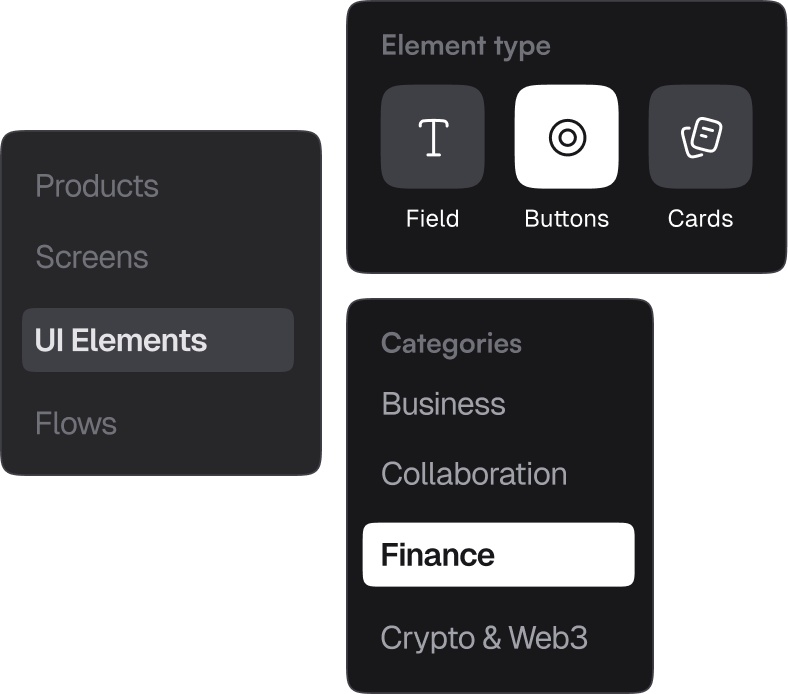 Products
Screens
UI Elements
Flows
Element type
Field
Buttons
Cards
Categories
Business
Collaboration
Finance
Crypto & Web3